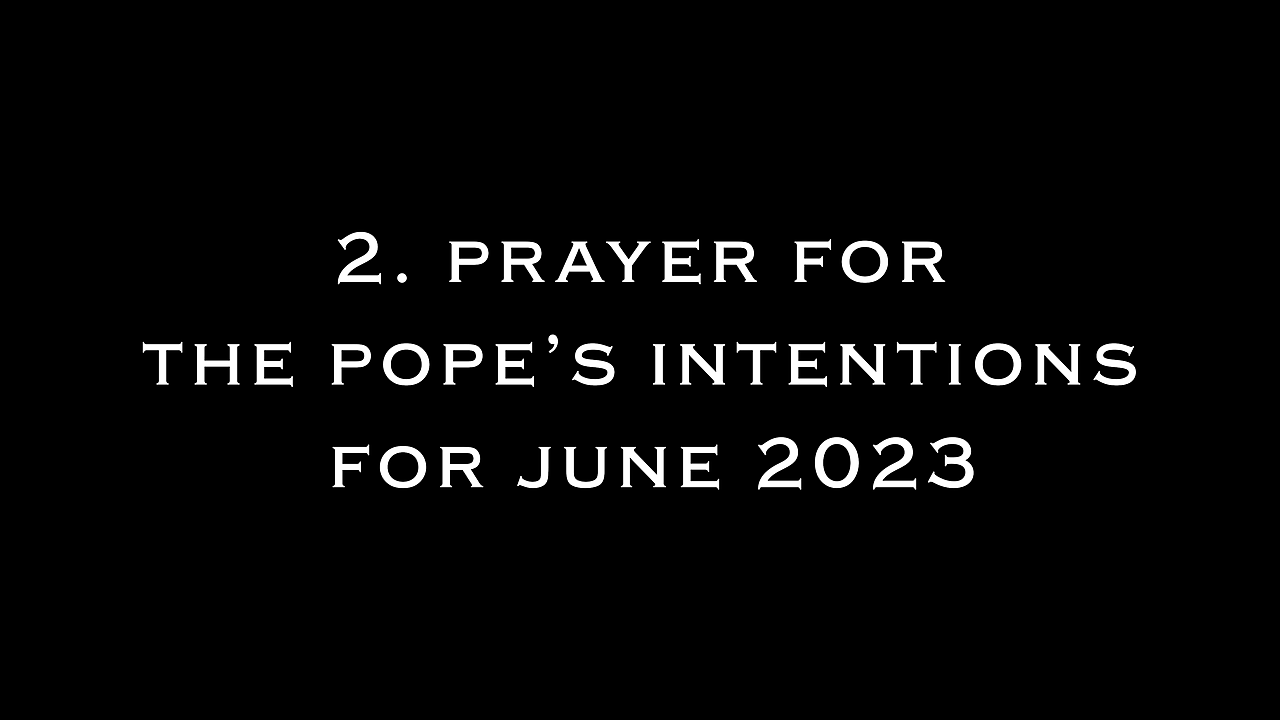 2. PRAYER FOR
THE POPE’S INTENTIONS
FOR JUNE 2023